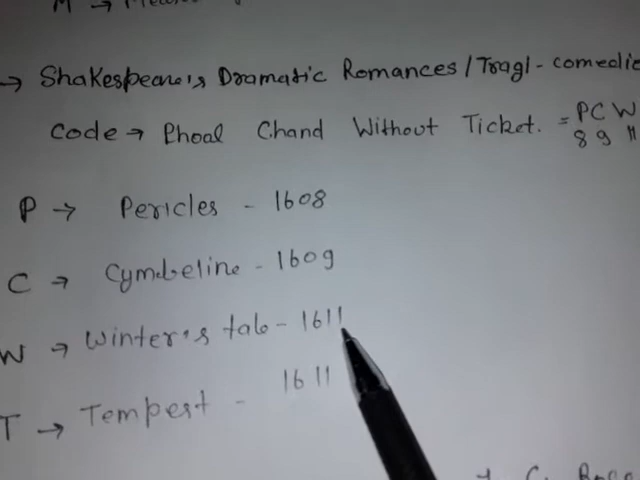 M →
→ Shakespeare's Dramatic Romances / Tragi-comedie
Code → Phoal Chand Without Ticket. = PCW
8 9 11
P → Pericles - 1608
C → Cymbeline - 1609
W → Winter's tale - 1611
T → Tempest - 1611